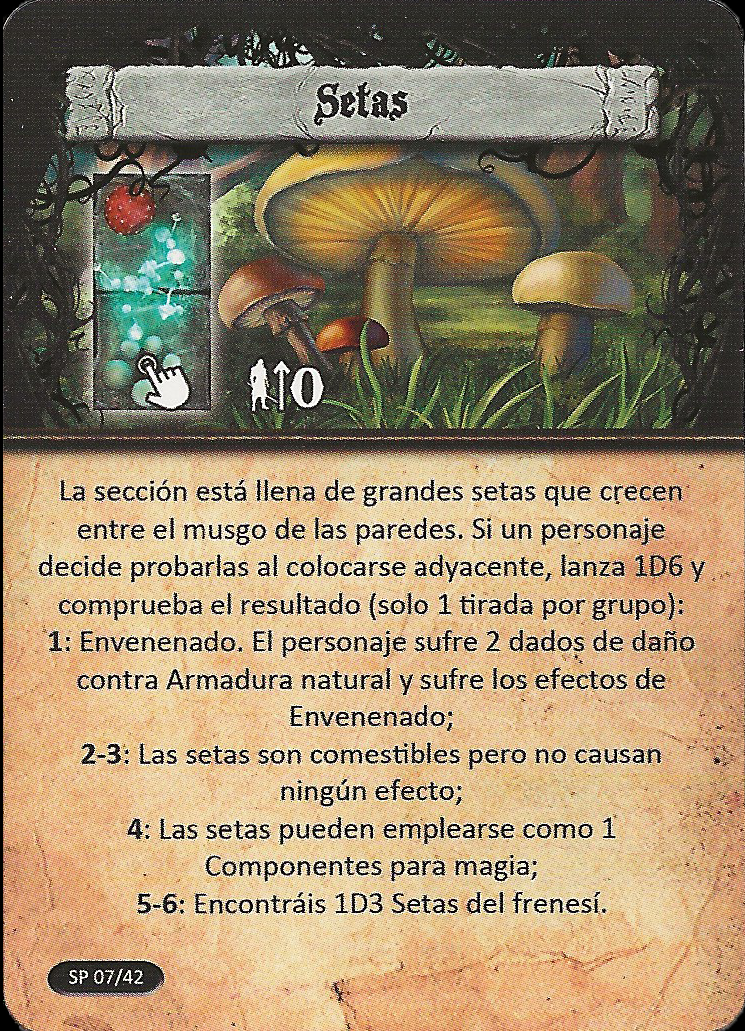 Setas
0
La sección está llena de grandes setas que crecen
entre el musgo de las paredes. Si un personaje
decide probarlas al colocarse adyacente, lanza 1D6 y
comprueba el resultado (solo 1 tirada por grupo):
1: Envenenado. El personaje sufre 2 dados de daño
contra Armadura natural y sufre los efectos de
Envenenado;
2-3: Las setas son comestibles pero no causan
ningún efecto;
4: Las setas pueden emplearse como 1
Componentes para magia;
5-6: Encontráis 1D3 Setas del frenesí.
SP 07/42